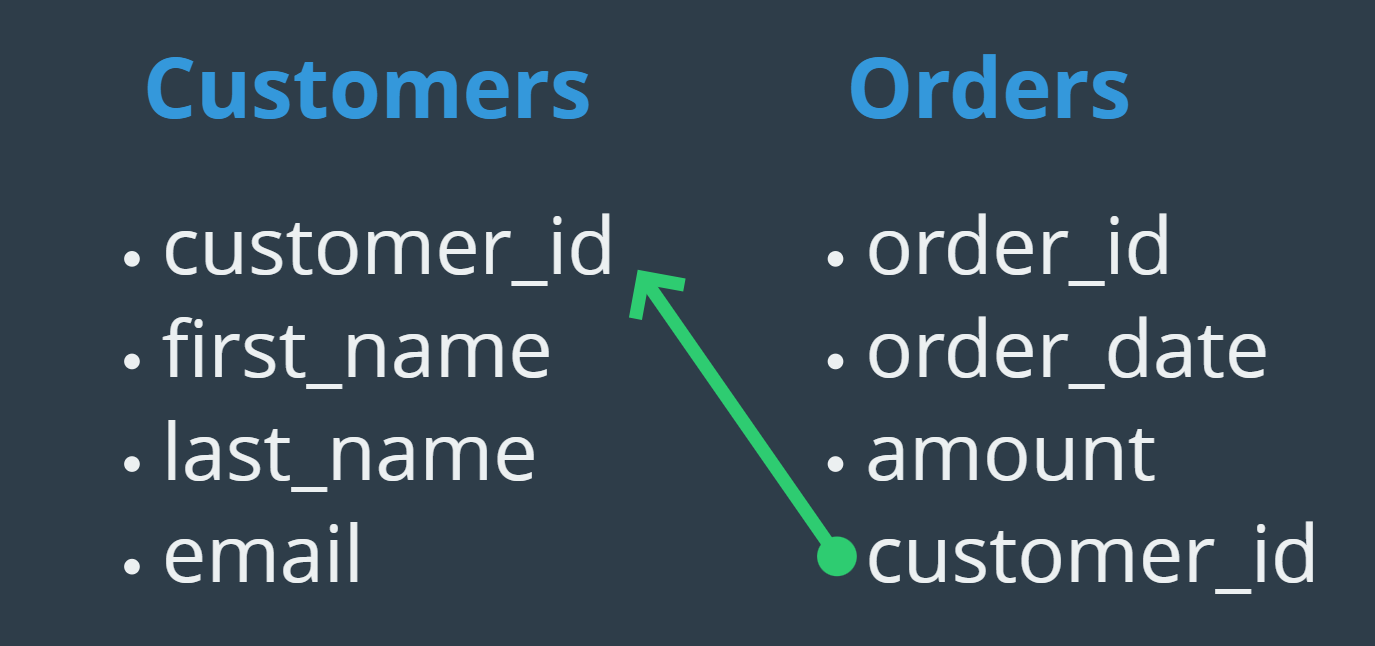 Customers
• customer_id
• first_name
• last_name
• email
Orders
• order_id
• order_date
• amount
customer_id